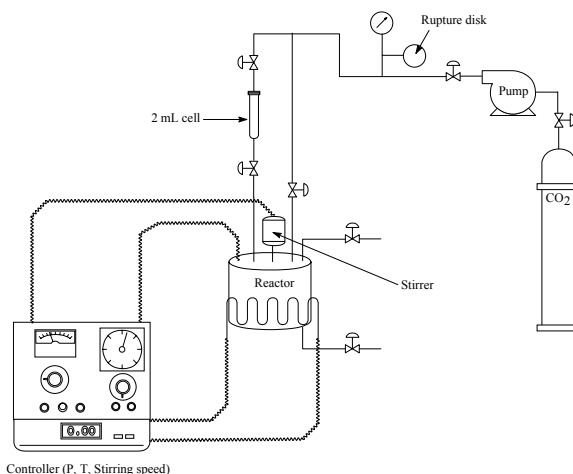 Rupture disk
Pump
2 mL cell
CO2
Reactor
Stirrer
0.00
Controller (P, T, Stirring speed)